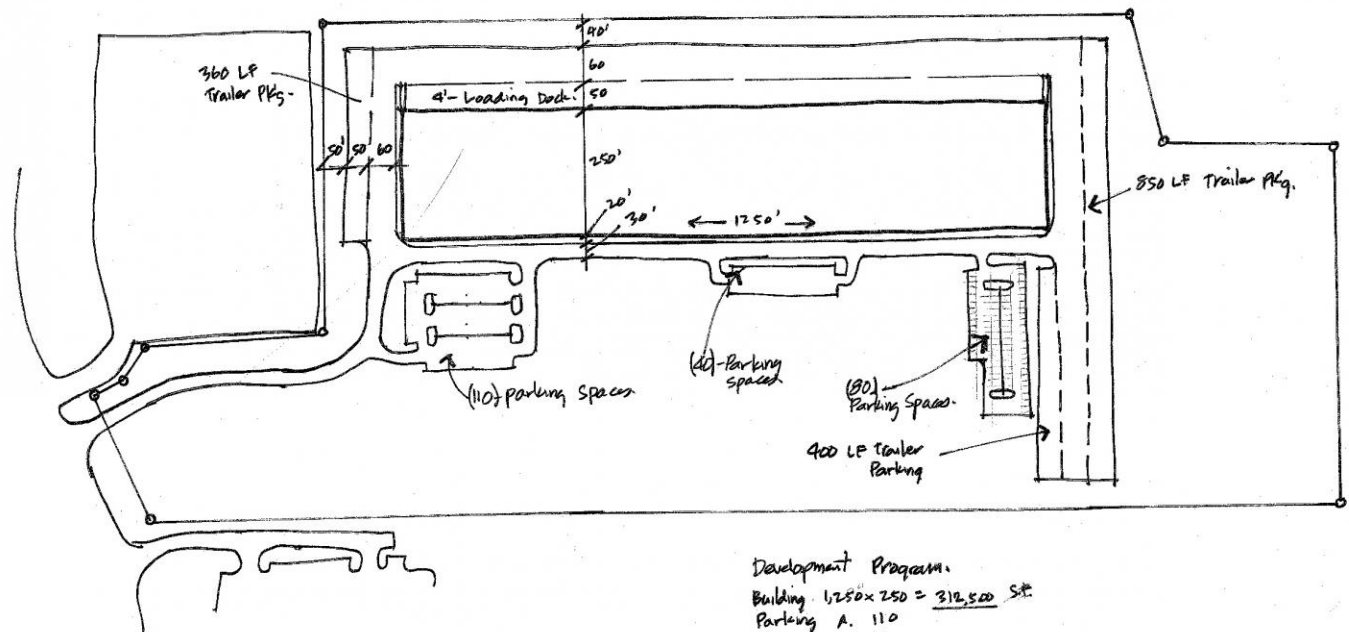 40'
360 LF
Trailer Pkg.
60
4'- Loading Dock.
50
50' 50' 60
250'
850 LF Trailer Pkg.
20'
30'
1250'
(110) parking spaces
(40)-Parking
spaces
(80)
Parking Spaces.
400 LF Trailer
Parking
Development Program.
Building 1,250 x 250 = 312,500 SF
Parking A. 110